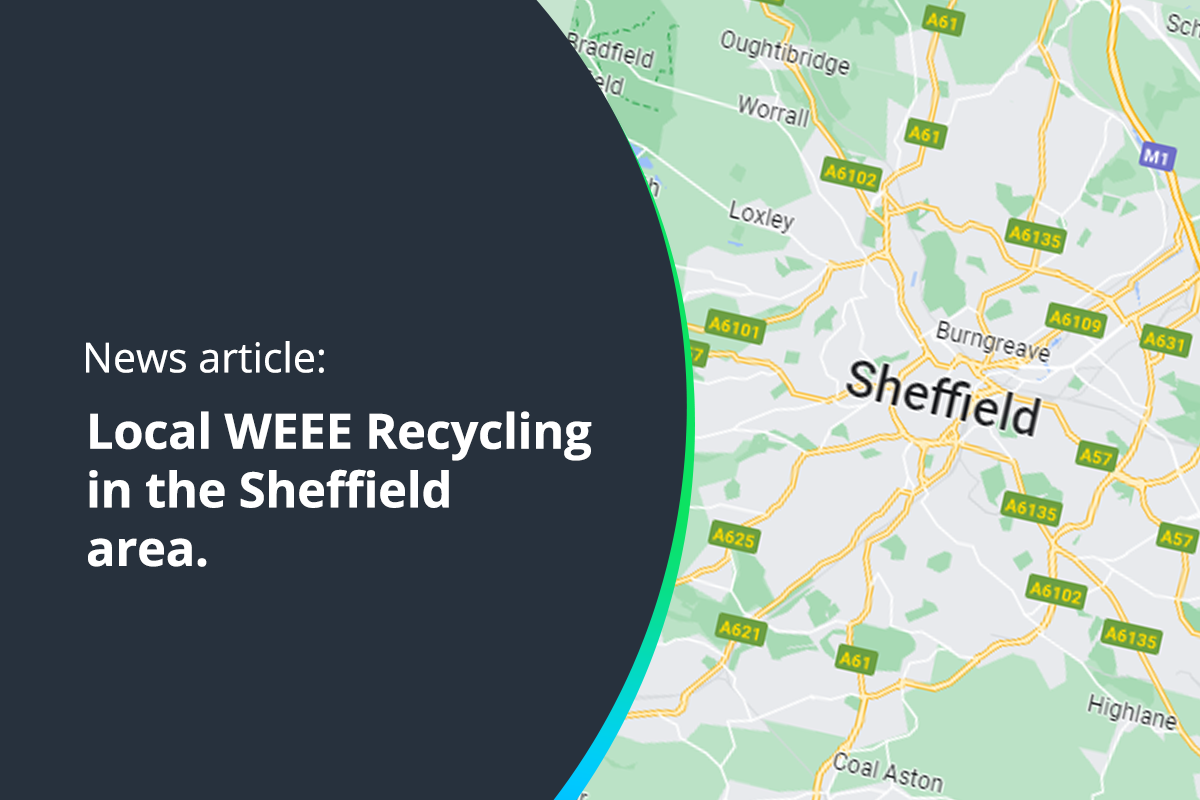 News article:
Local WEEE Recycling
in the Sheffield
area.
A61
Sch
Bradfield
Oughtibridge
Worrall
A61
M1
A6102
Loxley
A6135
A6101
A6109
A631
Burngreave
Sheffield
A57
A6135
A625
A57
A6102
A621
A6135
A61
Highlane
Coal Aston